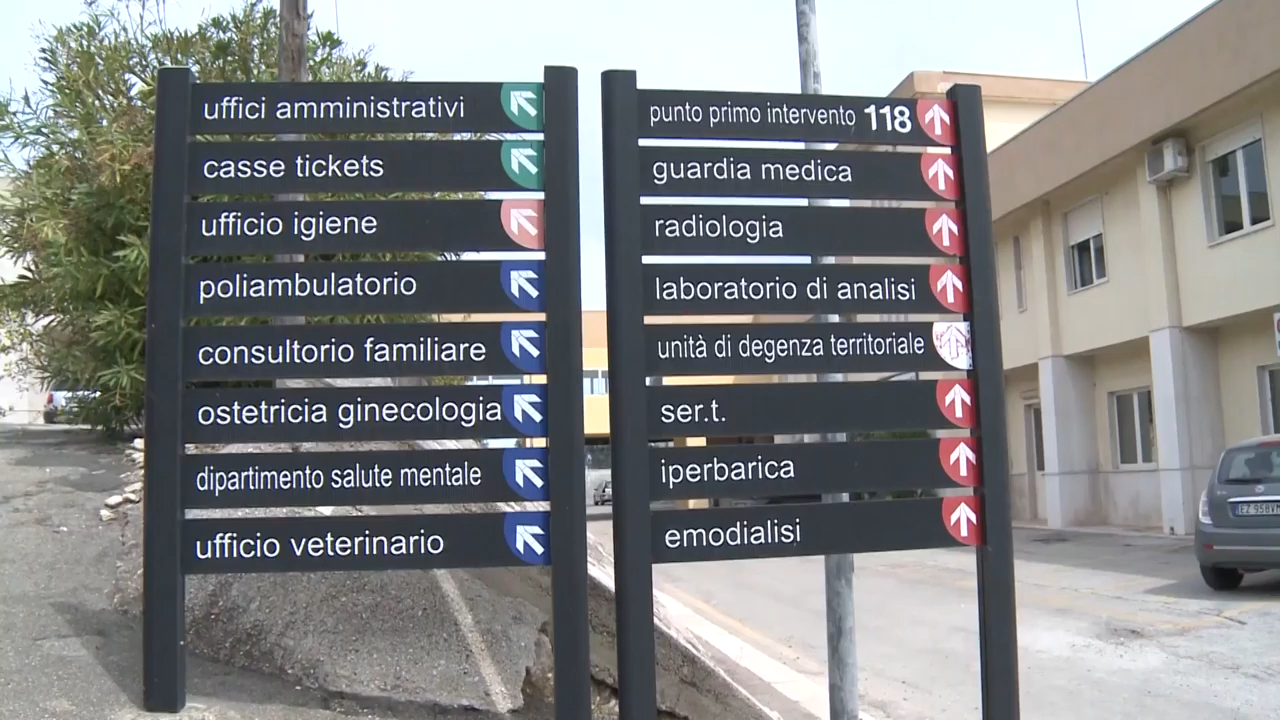 uffici amministrativi
casse tickets
ufficio igiene
poliambulatorio
consultorio familiare
ostetricia ginecologia
dipartimento salute mentale
ufficio veterinario
punto primo intervento 118
guardia medica
radiologia
laboratorio di analisi
unità di degenza territoriale
ser.t.
iperbarica
emodialisi